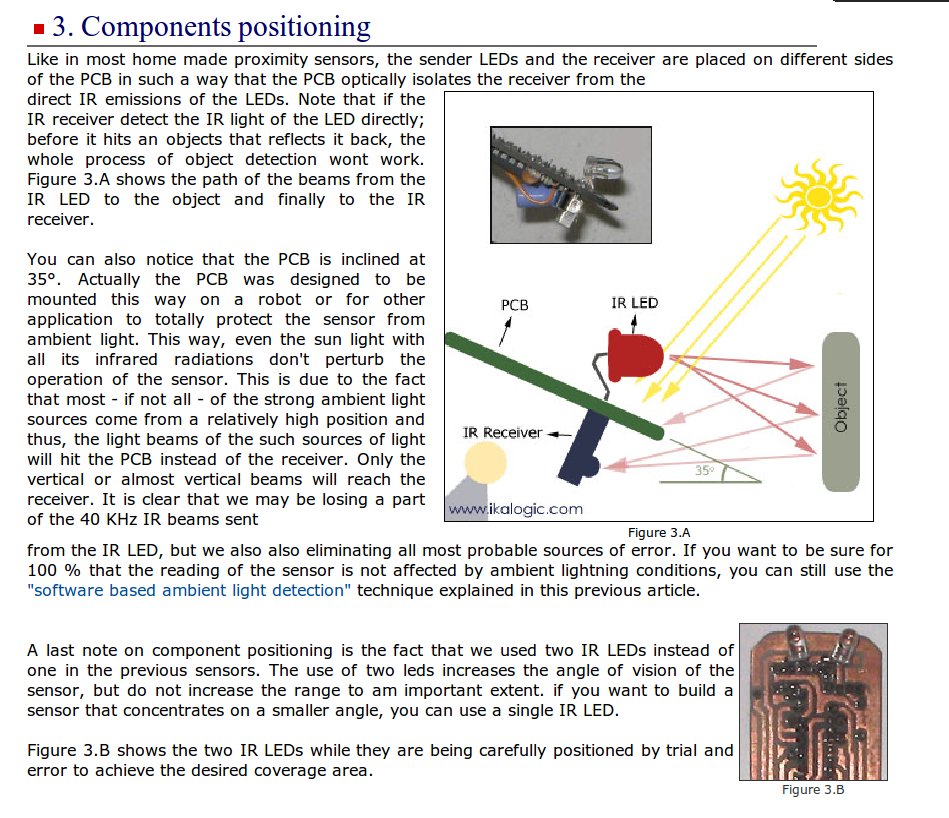 3. Components positioning
Like in most home made proximity sensors, the sender LEDs and the receiver are placed on different sides
of the PCB in such a way that the PCB optically isolates the receiver from the
direct IR emissions of the LEDs. Note that if the
IR receiver detect the IR light of the LED directly;
before it hits an objects that reflects it back, the
whole process of object detection wont work.
Figure 3.A shows the path of the beams from the
IR LED to the object and finally to the IR
receiver.
You can also notice that the PCB is inclined at
35º. Actually the PCB was designed to be
mounted this way on a robot or for other
application to totally protect the sensor from
ambient light. This way, even the sun light with
all its infrared radiations don't perturb the
operation of the sensor. This is due to the fact
that most - if not all - of the strong ambient light
sources come from a relatively high position and
thus, the light beams of the such sources of light
will hit the PCB instead of the receiver. Only the
vertical or almost vertical beams will reach the
receiver. It is clear that we may be losing a part
of the 40 KHz IR beams sent
PCB
IR LED
IR Receiver
Object
35º
www.ikalogic.com
Figure 3.A
from the IR LED, but we also also eliminating all most probable sources of error. If you want to be sure for
100 % that the reading of the sensor is not affected by ambient lightning conditions, you can still use the
"software based ambient light detection" technique explained in this previous article.
A last note on component positioning is the fact that we used two IR LEDs instead of
one in the previous sensors. The use of two leds increases the angle of vision of the
sensor, but do not increase the range to am important extent. if you want to build a
sensor that concentrates on a smaller angle, you can use a single IR LED.
Figure 3.B shows the two IR LEDs while they are being carefully positioned by trial and
error to achieve the desired coverage area.
Figure 3.B